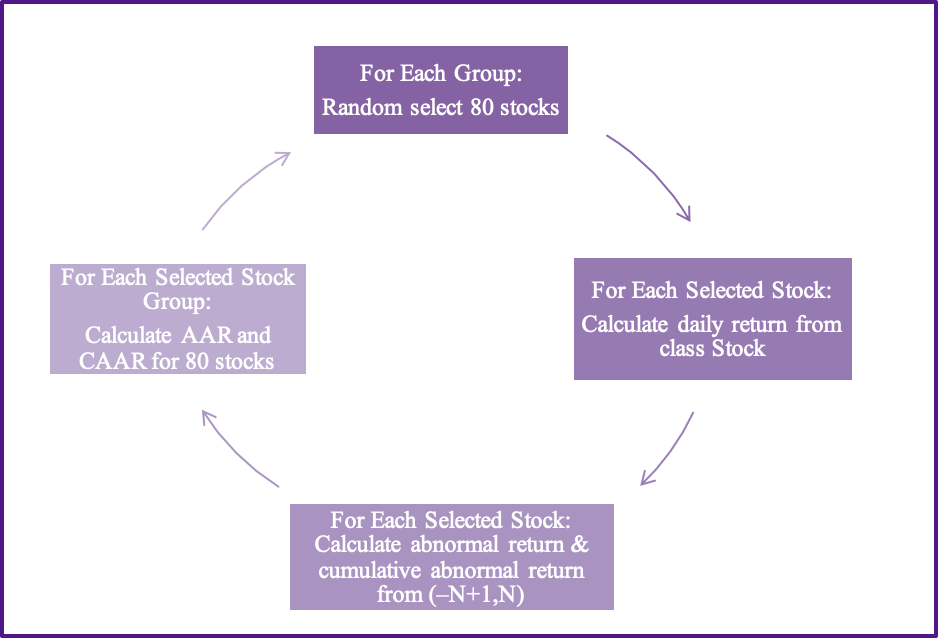 For Each Group:
Random select 80 stocks
For Each Selected Stock:
Calculate daily return from
class Stock
For Each Selected Stock:
Calculate abnormal return &
cumulative abnormal return
from (–N+1,N)
For Each Selected Stock
Group:
Calculate AAR and
CAAR for 80 stocks